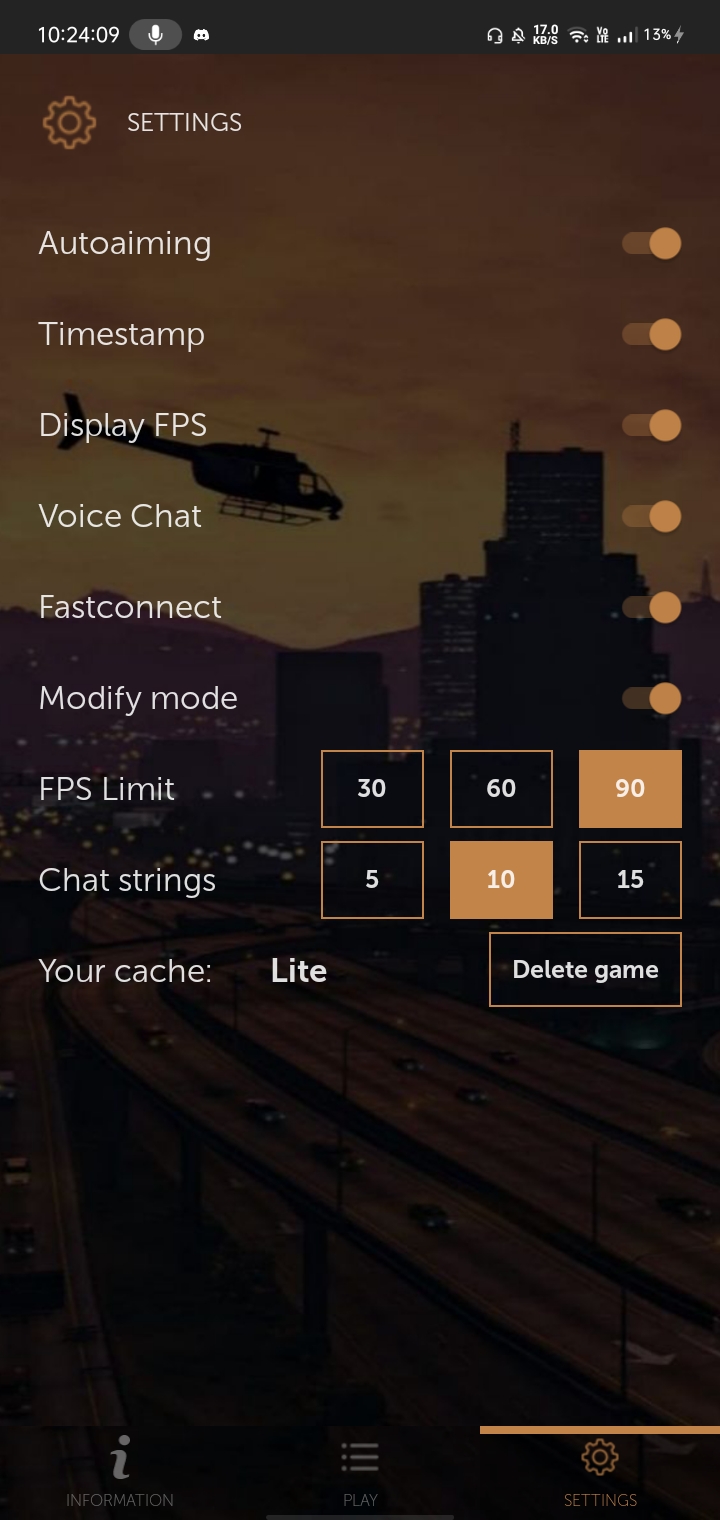 10:24:09 17.0 KB/S Vo LTE 13%
SETTINGS
Autoaiming
Timestamp
Display FPS
Voice Chat
Fastconnect
Modify mode
FPS Limit 30 60 90
Chat strings 5 10 15
Your cache: Lite Delete game
INFORMATION PLAY SETTINGS